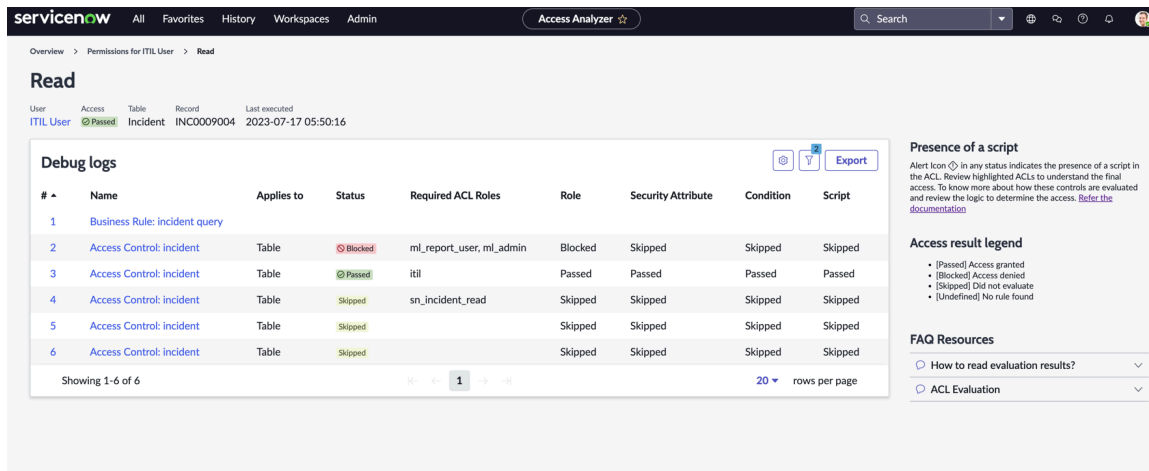 servicenow All Favorites History Workspaces Admin Access Analyzer Search
Overview > Permissions for ITIL User > Read
Read
User Access Table Record Last executed
ITIL User Passed Incident INC0009004 2023-07-17 05:50:16
Debug logs 2 Export
# Name Applies to Status Required ACL Roles Role Security Attribute Condition Script
1 Business Rule: incident query
2 Access Control: incident Table Blocked ml_report_user, ml_admin Blocked Skipped Skipped Skipped
3 Access Control: incident Table Passed itil Passed Passed Passed Passed
4 Access Control: incident Table Skipped sn_incident_read Skipped Skipped Skipped Skipped
5 Access Control: incident Table Skipped Skipped Skipped Skipped Skipped
6 Access Control: incident Table Skipped Skipped Skipped Skipped Skipped
Showing 1-6 of 6 1 20 rows per page
Presence of a script
Alert Icon in any status indicates the presence of a script in
the ACL. Review highlighted ACLs to understand the final
access. To know more about how these controls are evaluated
and review the logic to determine the access. Refer the
documentation
Access result legend
• [Passed] Access granted
• [Blocked] Access denied
• [Skipped] Did not evaluate
• [Undefined] No rule found
FAQ Resources
How to read evaluation results?
ACL Evaluation